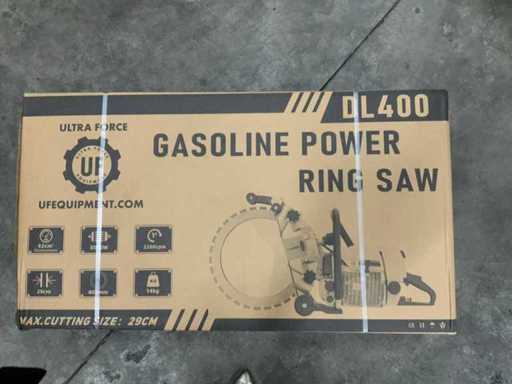 DL400
ULTRA FORCE
UF
UFEQUIPMENT.COM
GASOLINE POWER
RING SAW
MAX.CUTTING SIZE: 29CM